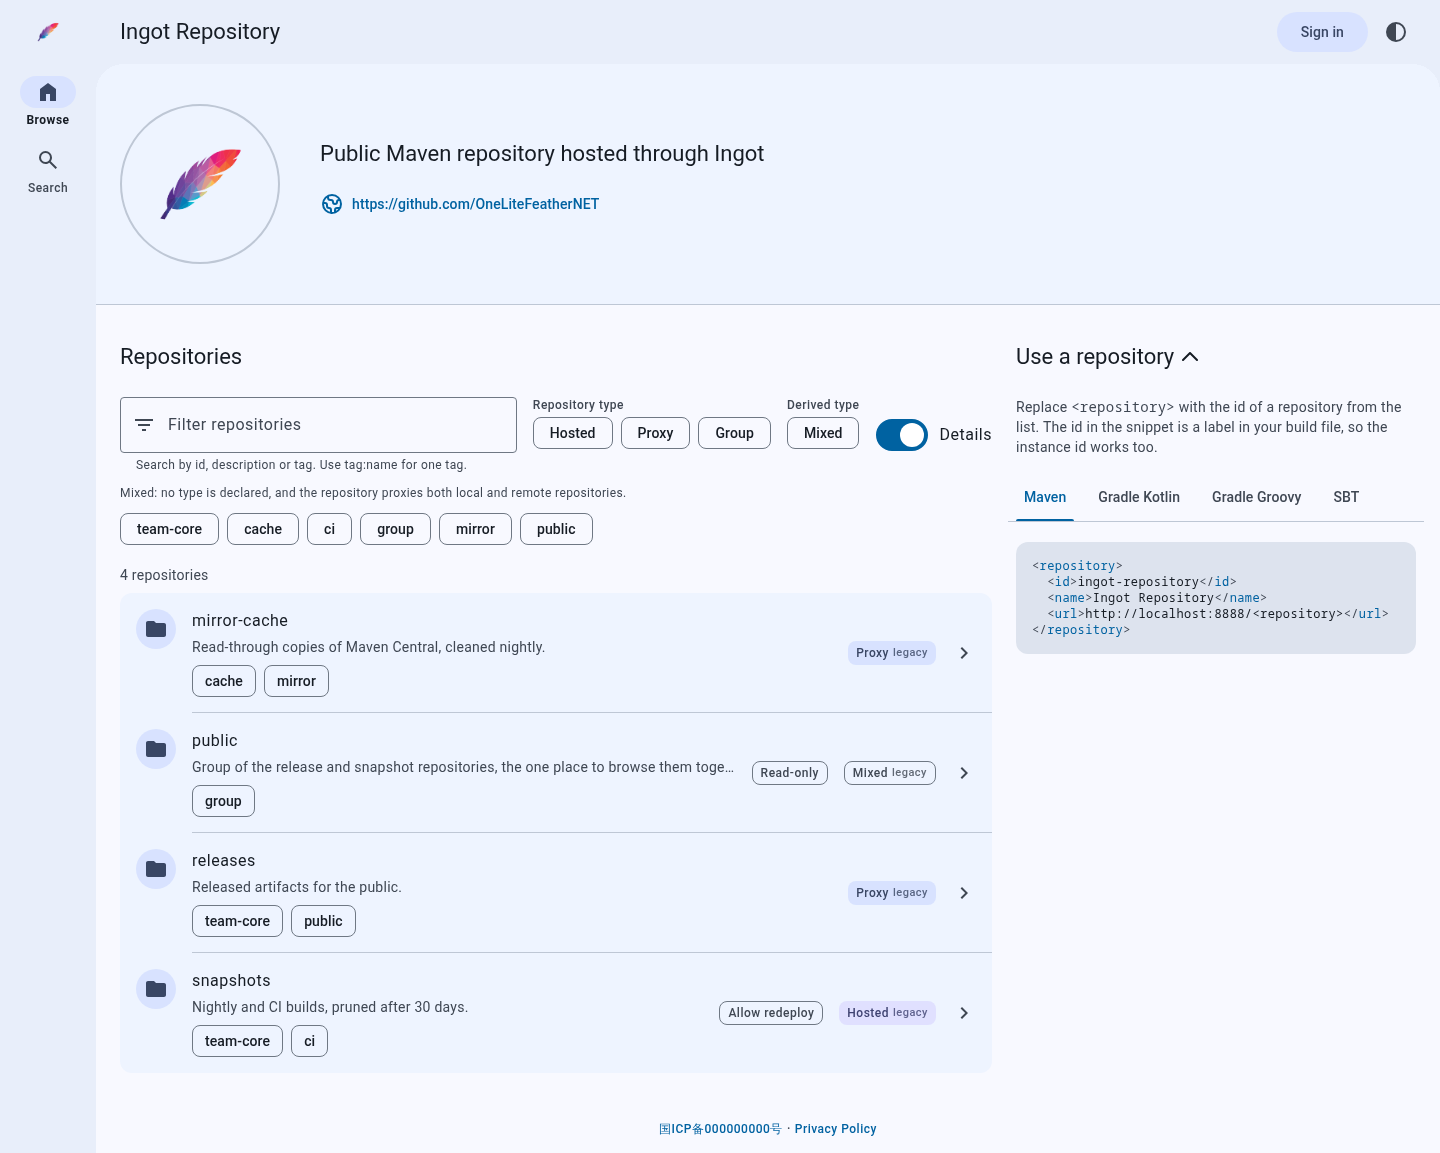 Ingot Repository
Sign in
Browse
Search
Public Maven repository hosted through Ingot
https://github.com/OneLiteFeatherNET
Repositories
Filter repositories
Search by id, description or tag. Use tag:name for one tag.
Repository type
Hosted Proxy Group
Derived type
Mixed
Details
Mixed: no type is declared, and the repository proxies both local and remote repositories.
team-core cache ci group mirror public
4 repositories
mirror-cache
Read-through copies of Maven Central, cleaned nightly.
cache mirror
Proxy legacy
public
Group of the release and snapshot repositories, the one place to browse them toge…
group
Read-only
Mixed legacy
releases
Released artifacts for the public.
team-core public
Proxy legacy
snapshots
Nightly and CI builds, pruned after 30 days.
team-core ci
Allow redeploy
Hosted legacy
Use a repository
Replace <repository> with the id of a repository from the
list. The id in the snippet is a label in your build file, so the
instance id works too.
Maven Gradle Kotlin Gradle Groovy SBT
<repository>
  <id>ingot-repository</id>
  <name>Ingot Repository</name>
  <url>http://localhost:8888/<repository></url>
</repository>
国ICP备000000000号 · Privacy Policy